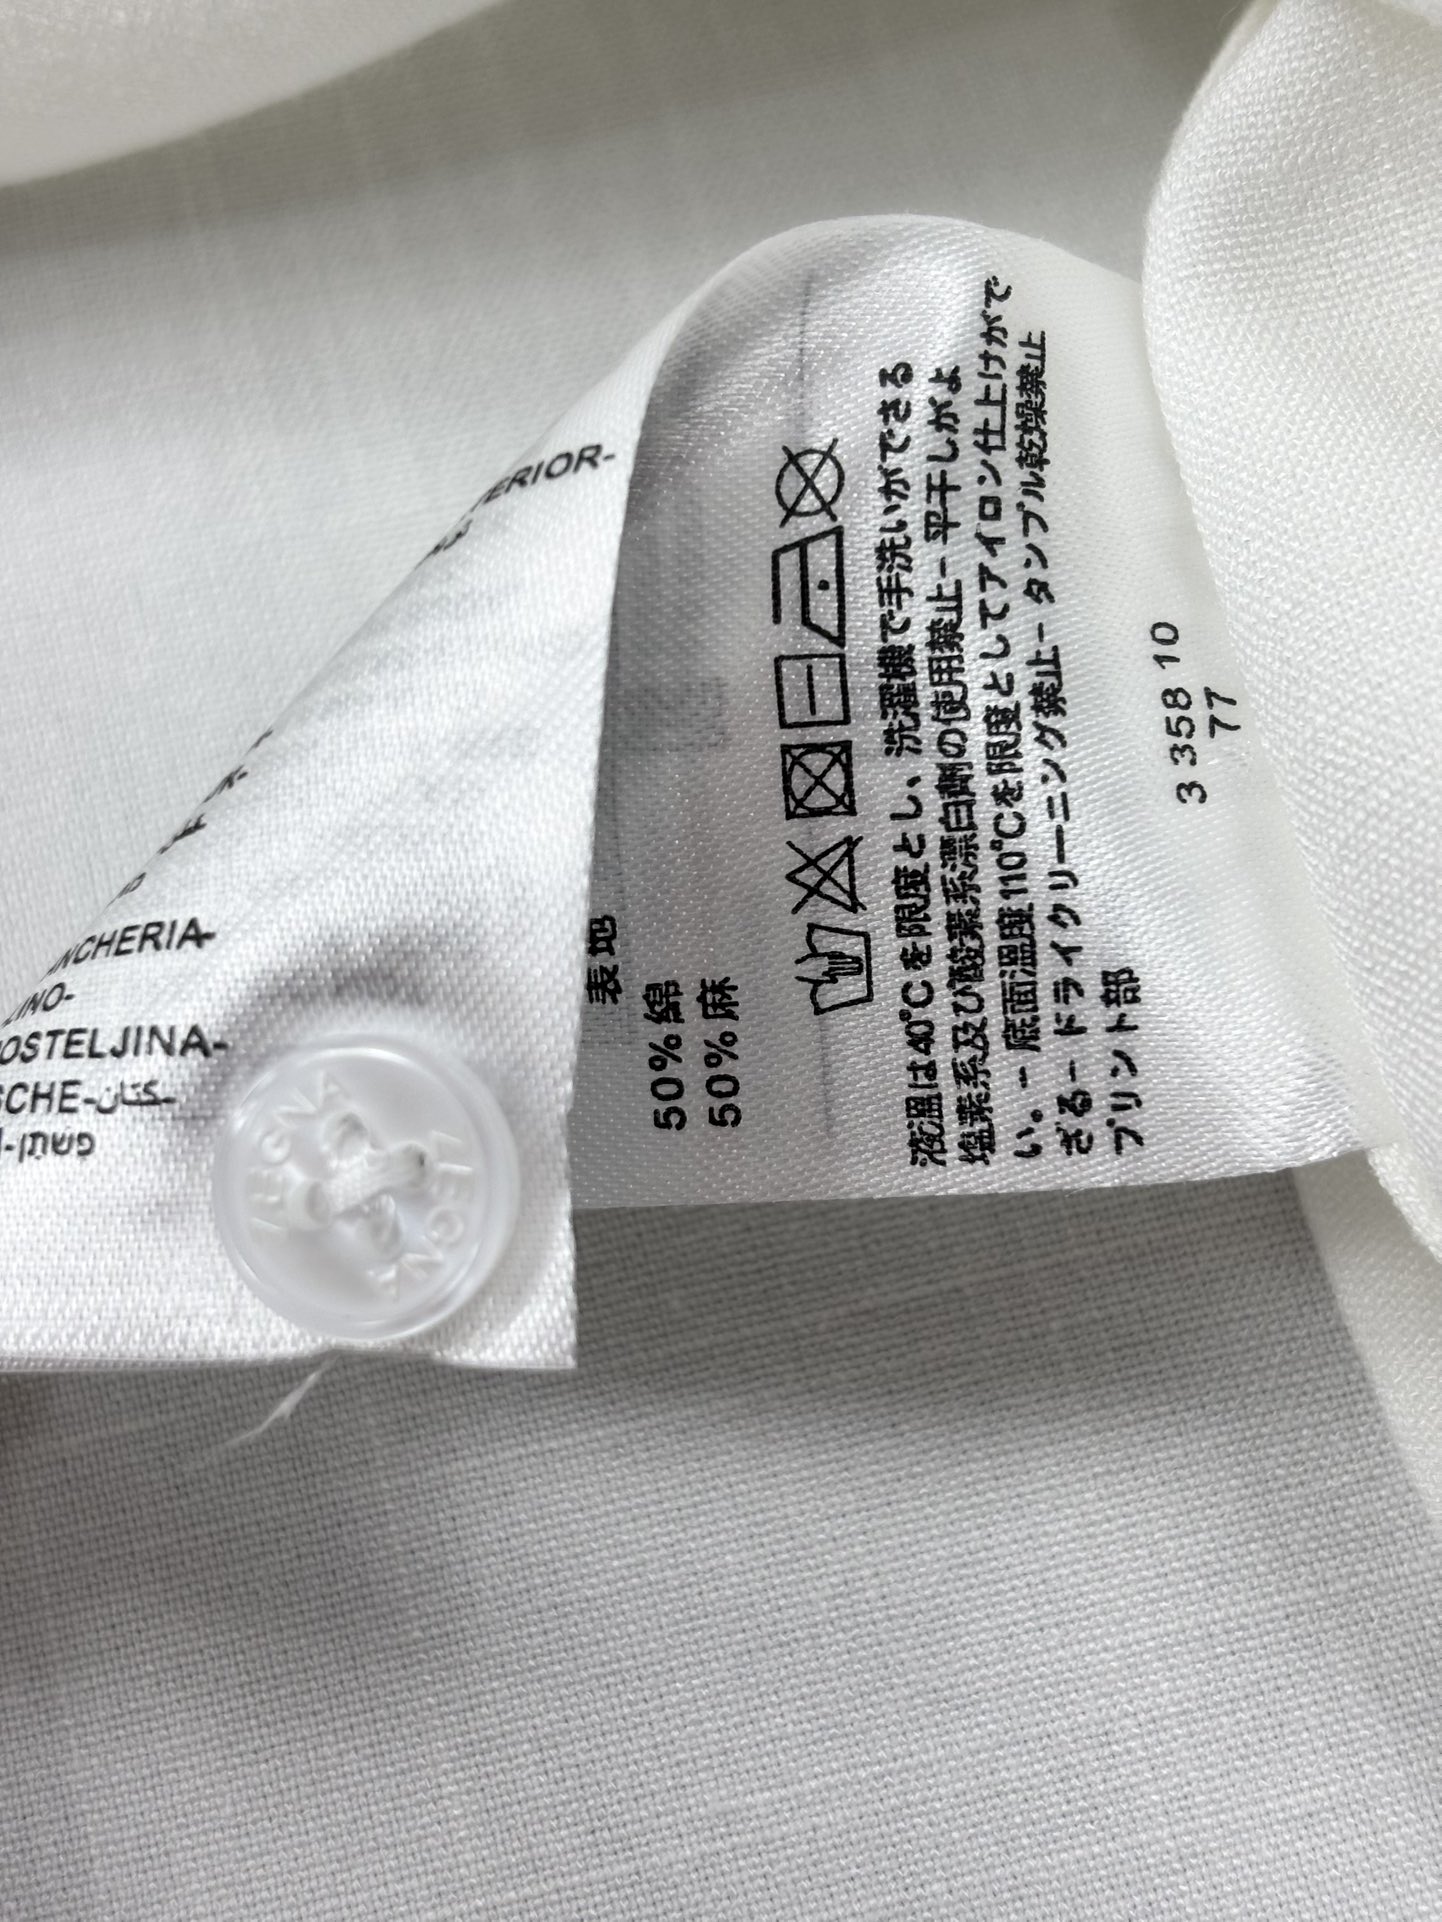 TERIOR-
NCHERIA-
LINO-
OSTELJINA-
SCHE-كتان-
פשתן-
VIRGINA
VIRGINA
表地
50%綿
50%麻
液温は40℃を限度とし、洗濯機で手洗いができる
塩素系及び酸素系漂白剤の使用禁止 - 平干しがよ
い。 - 底面温度110℃を限度としてアイロン仕上げがで
きる - ドライクリーニング禁止 - タンブル乾燥禁止
プリント部
3 358 10
77